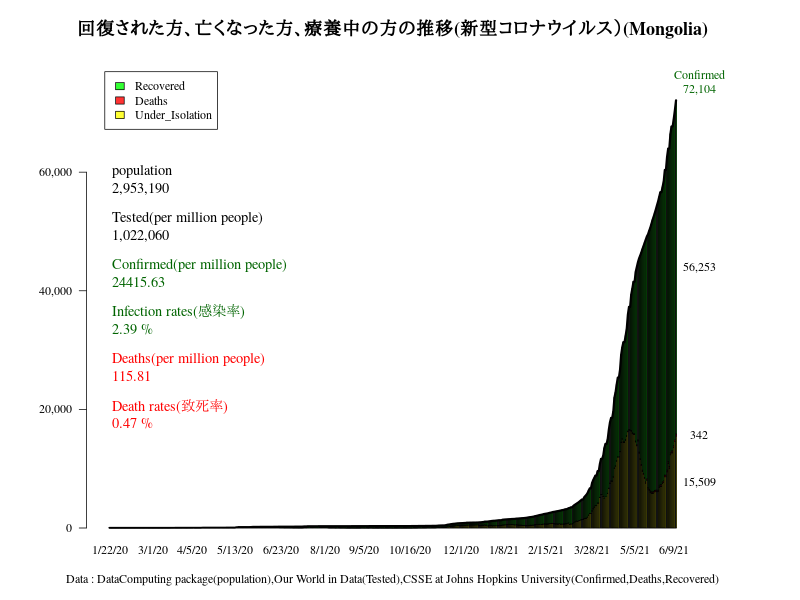 回復された方、亡くなった方、療養中の方の推移(新型コロナウイルス）(Mongolia)
Confirmed
72,104
Recovered
Deaths
Under_Isolation
population
2,953,190
Tested(per million people)
1,022,060
Confirmed(per million people)
24415.63
Infection rates(感染率)
2.39 %
Deaths(per million people)
115.81
Death rates(致死率)
0.47 %
60,000
40,000
20,000
0
56,253
342
15,509
1/22/20 3/1/20 4/5/20 5/13/20 6/23/20 8/1/20 9/5/20 10/16/20 12/1/20 1/8/21 2/15/21 3/28/21 5/5/21 6/9/21
Data : DataComputing package(population),Our World in Data(Tested),CSSE at Johns Hopkins University(Confirmed,Deaths,Recovered)